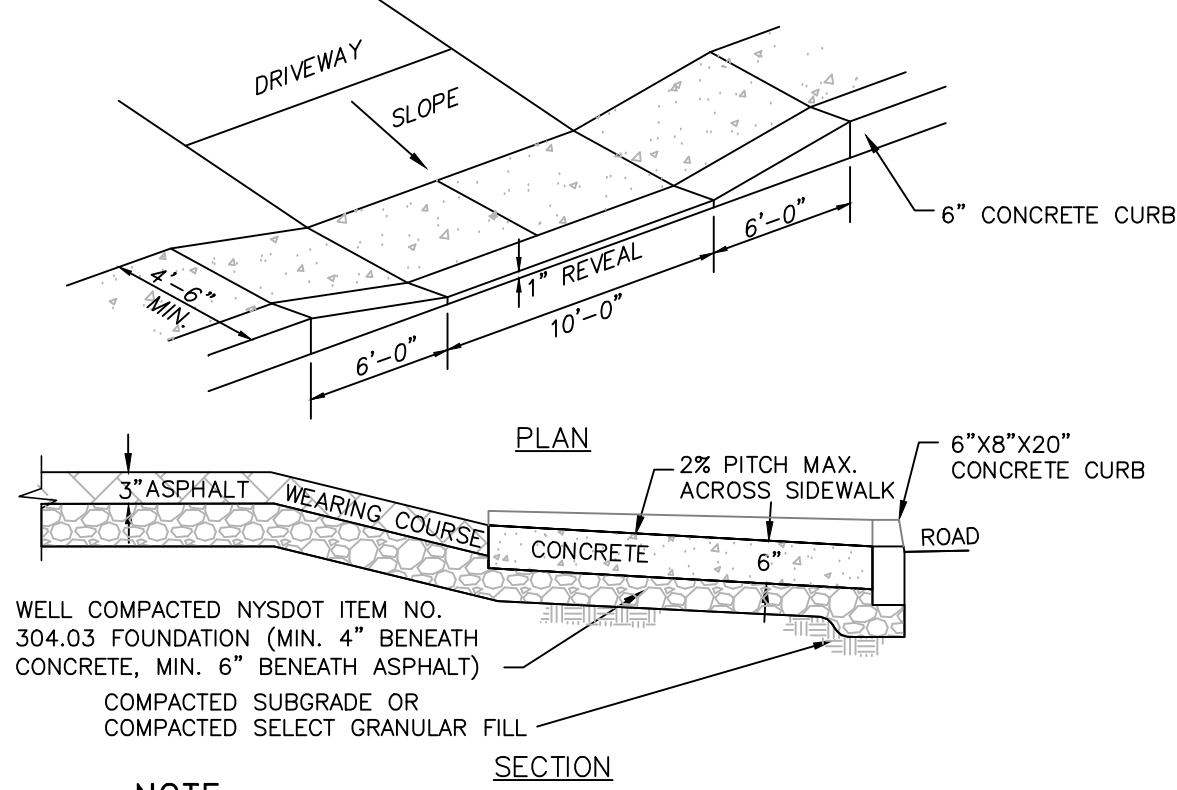 DRIVEWAY
SLOPE
6" CONCRETE CURB
6'-0"
1" REVEAL
4'-6"
MIN.
10'-0"
6'-0"
PLAN
6"X8"X20"
CONCRETE CURB
2% PITCH MAX.
ACROSS SIDEWALK
3" ASPHALT
WEARING COURSE
ROAD
CONCRETE
6"
WELL COMPACTED NYSDOT ITEM NO.
304.03 FOUNDATION (MIN. 4" BENEATH
CONCRETE, MIN. 6" BENEATH ASPHALT)
COMPACTED SUBGRADE OR
COMPACTED SELECT GRANULAR FILL
SECTION
NOTE